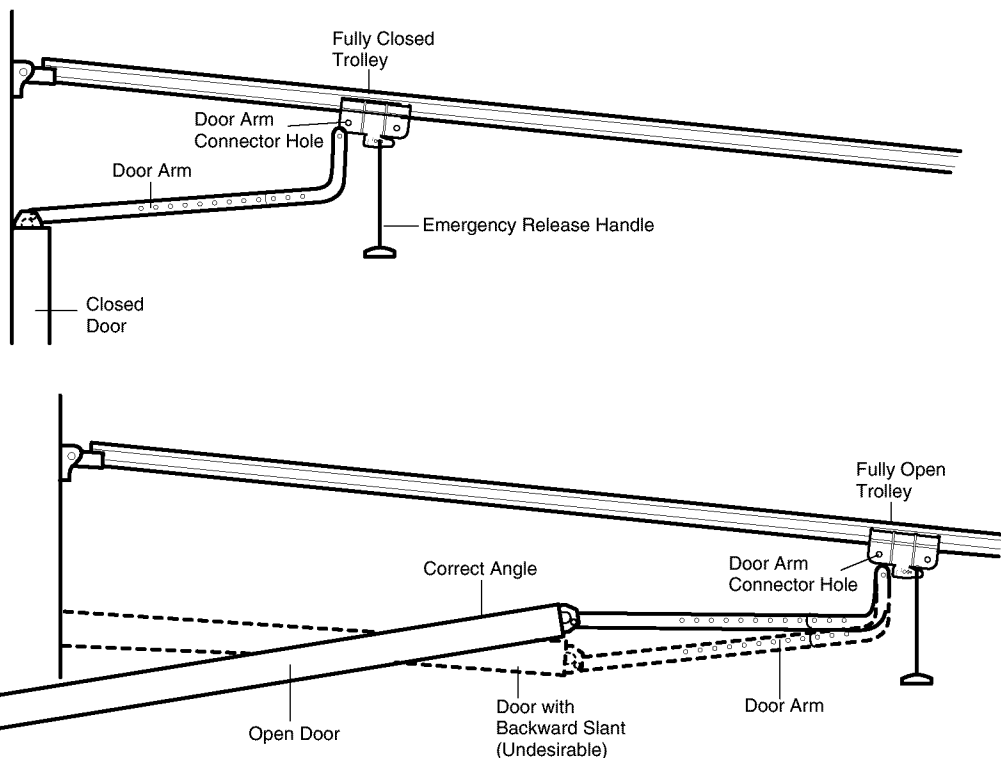 Fully Closed
Trolley
Door Arm
Connector Hole
Door Arm
Emergency Release Handle
Closed
Door
Fully Open
Trolley
Door Arm
Connector Hole
Correct Angle
Door Arm
Door with
Backward Slant
(Undesirable)
Open Door